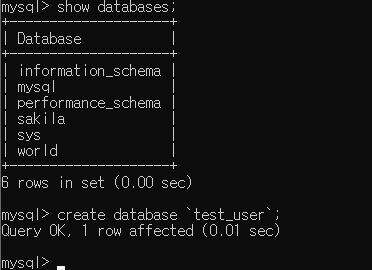 mysql> show databases;
+--------------------+
| Database           |
+--------------------+
| information_schema |
| mysql              |
| performance_schema |
| sakila             |
| sys                |
| world              |
+--------------------+
6 rows in set (0.00 sec)
mysql> create database `test_user`;
Query OK, 1 row affected (0.01 sec)
mysql>